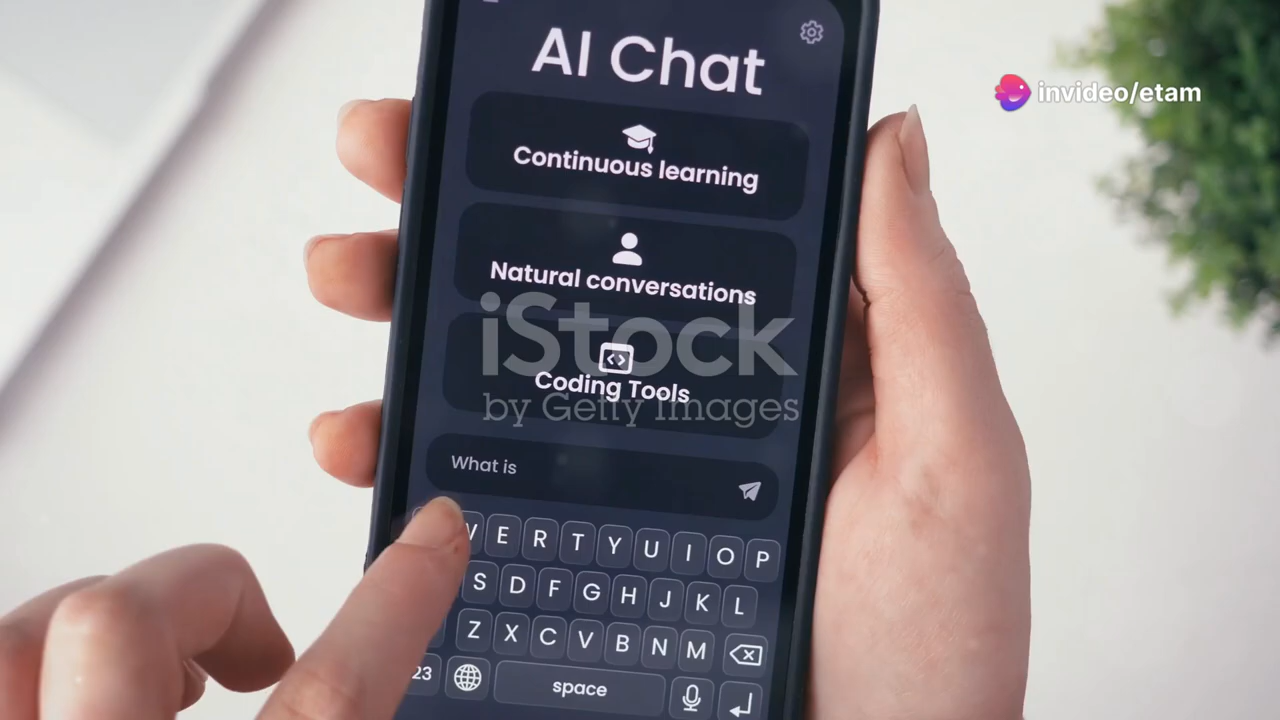 AI Chat
invideo/etam
Continuous learning
Natural conversations
iStock
Coding Tools
by Getty Images
What is
W E R T Y U I O P
S D F G H J K L
Z X C V B N M
23
space